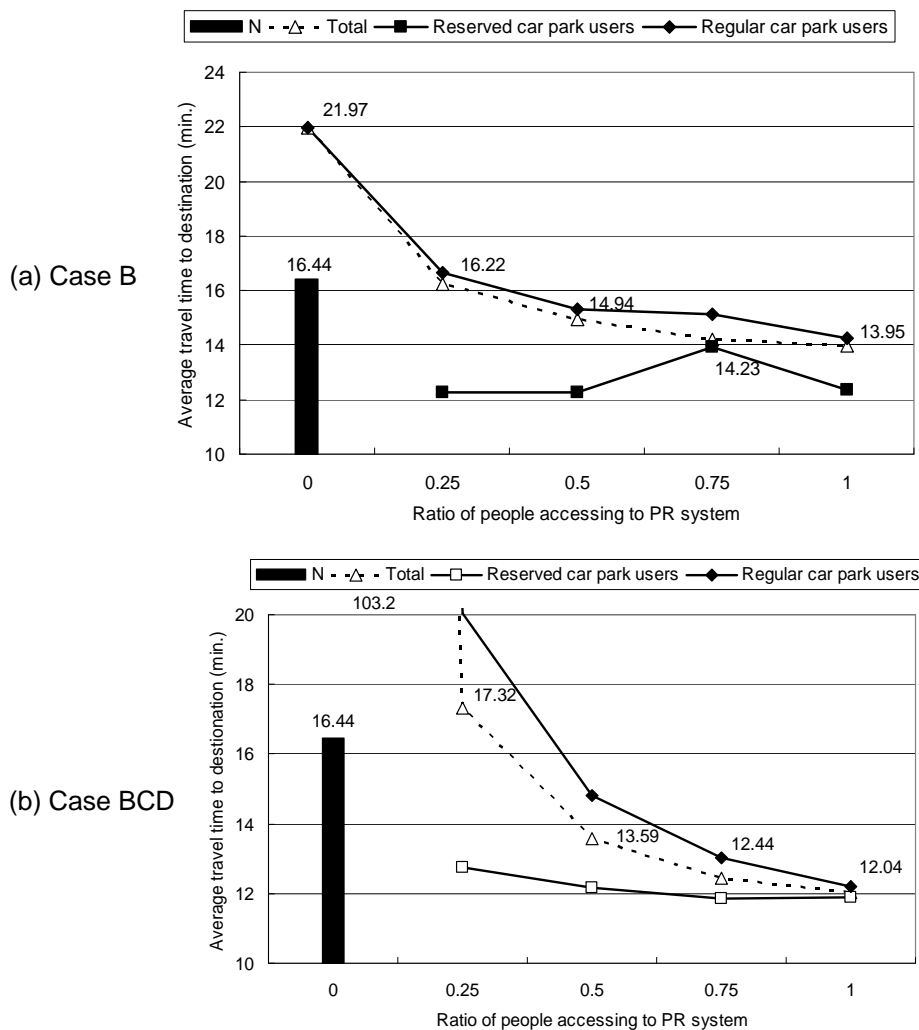 N Total Reserved car park users Regular car park users
24
22
20
18
16
14
12
10
Average travel time to destination (min.)
21.97
16.44
16.22
14.94
14.23
13.95
0 0.25 0.5 0.75 1
Ratio of people accessing to PR system
(a) Case B
N Total Reserved car park users Regular car park users
20
18
16
14
12
10
Average travel time to destionation (min.)
103.2
17.32
16.44
13.59
12.44
12.04
0 0.25 0.5 0.75 1
Ratio of people accessing to PR system
(b) Case BCD